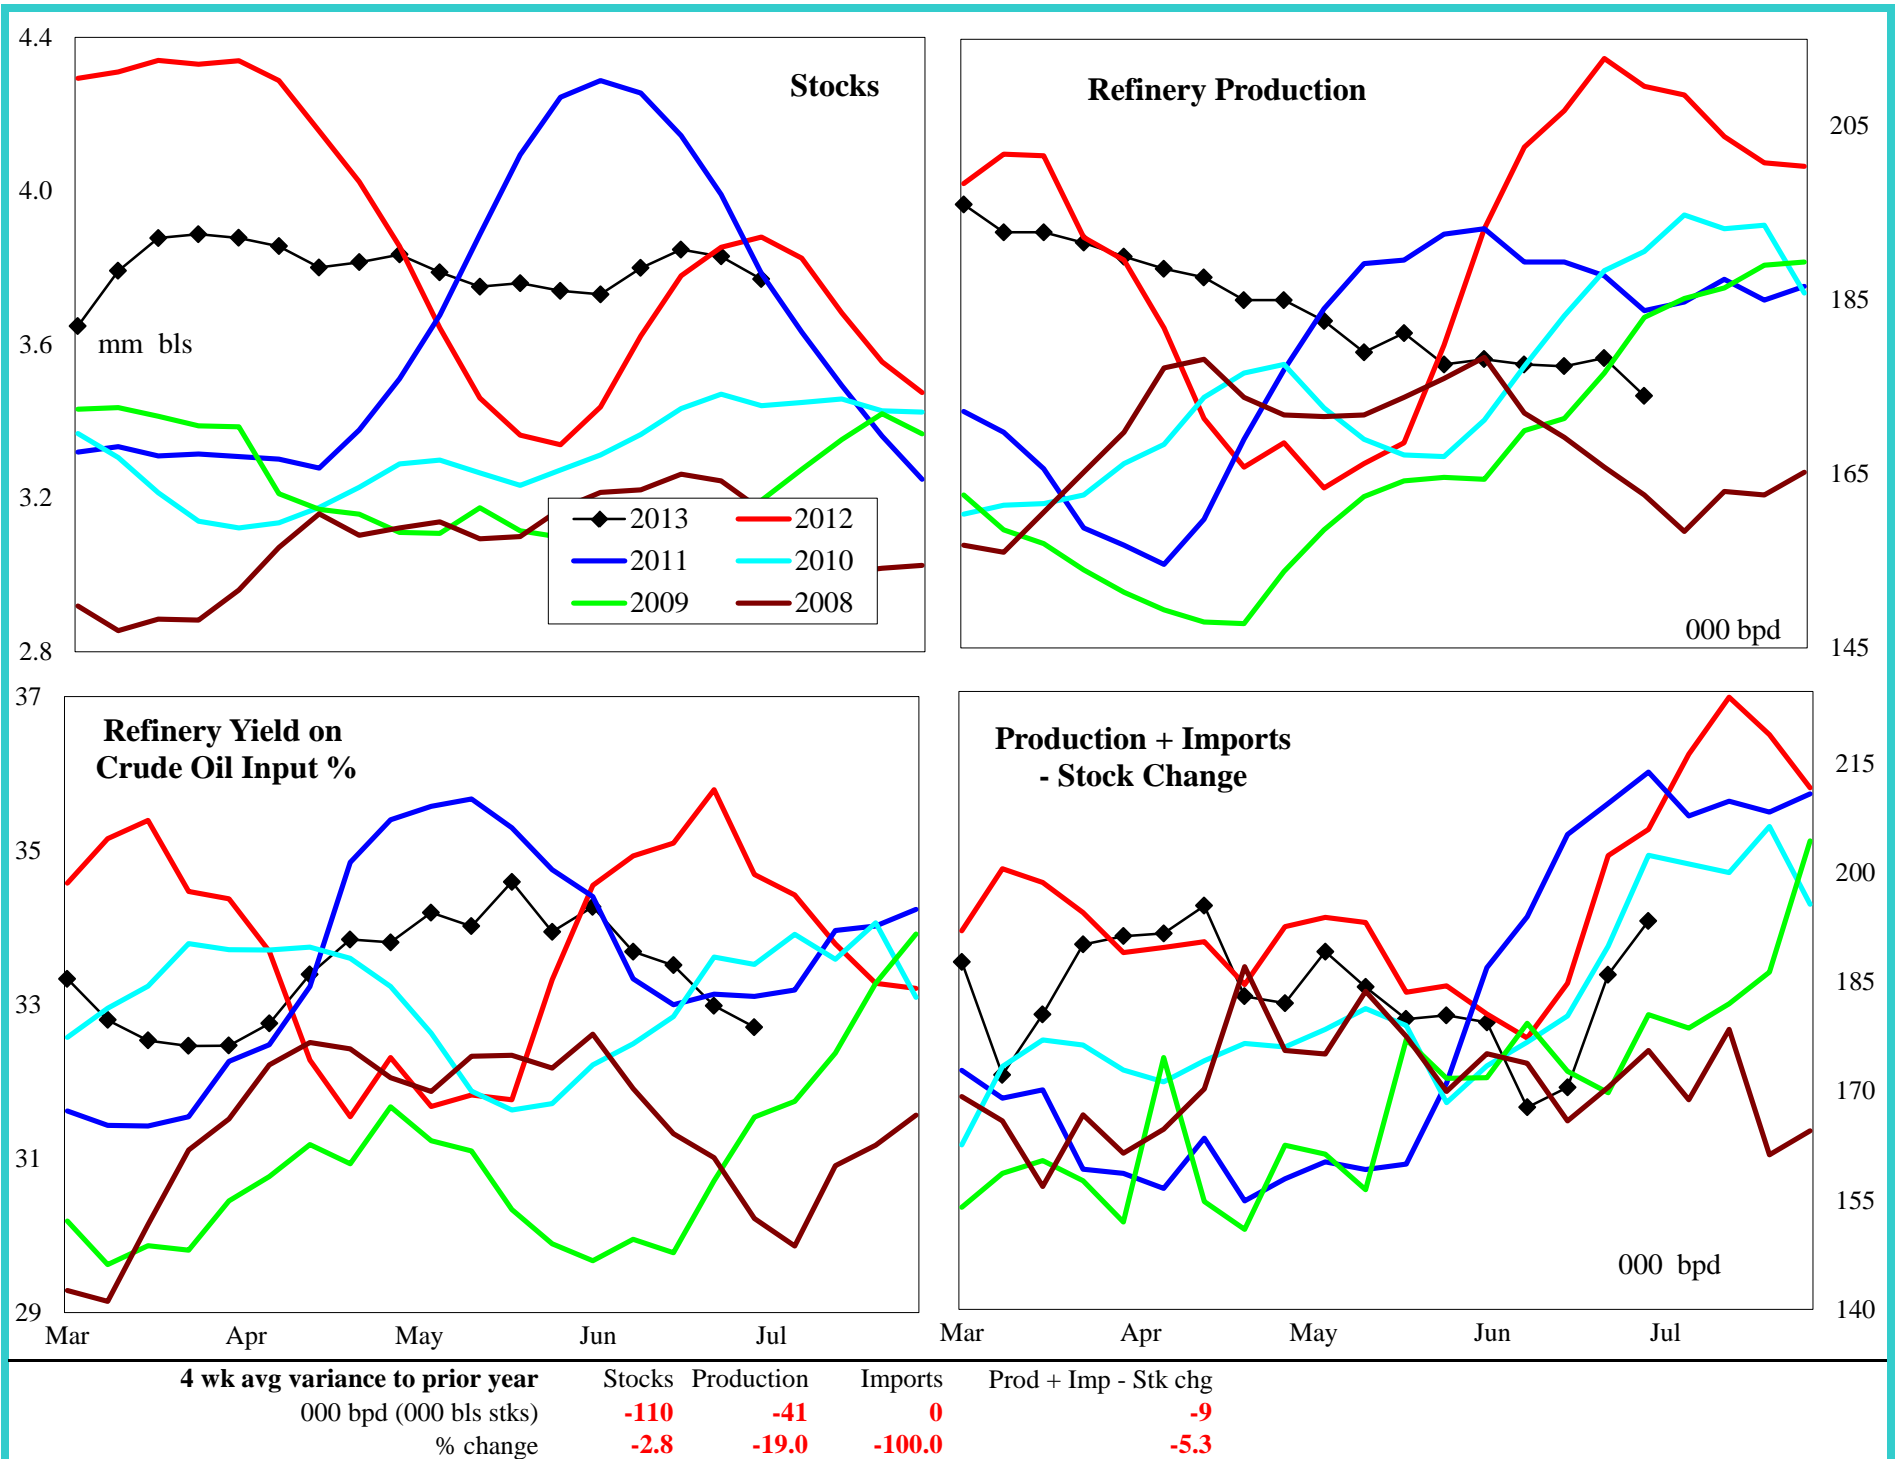 4.4
4.0
3.6
3.2
2.8
Stocks
mm bls
2013
2012
2011
2010
2009
2008
Refinery Production
205
185
165
145
000 bpd
37
35
33
31
29
Refinery Yield on
Crude Oil Input %
Mar Apr May Jun Jul
Production + Imports
- Stock Change
215
200
185
170
155
140
000 bpd
Mar Apr May Jun Jul
4 wk avg variance to prior year Stocks Production Imports Prod + Imp - Stk chg
000 bpd (000 bls stks) -110 -41 0 -9
% change -2.8 -19.0 -100.0 -5.3